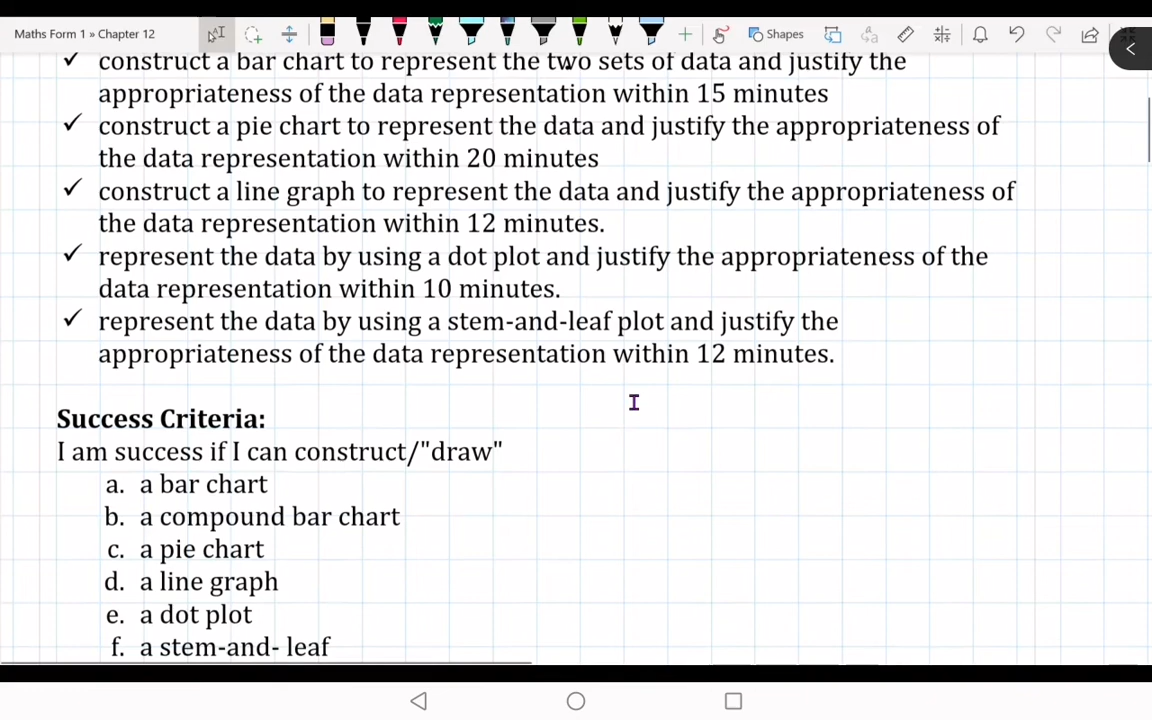 Maths Form 1 » Chapter 12
Shapes
✓ construct a bar chart to represent the two sets of data and justify the
appropriateness of the data representation within 15 minutes
✓ construct a pie chart to represent the data and justify the appropriateness of
the data representation within 20 minutes
✓ construct a line graph to represent the data and justify the appropriateness of
the data representation within 12 minutes.
✓ represent the data by using a dot plot and justify the appropriateness of the
data representation within 10 minutes.
✓ represent the data by using a stem-and-leaf plot and justify the
appropriateness of the data representation within 12 minutes.
Success Criteria:
I am success if I can construct/"draw"
a. a bar chart
b. a compound bar chart
c. a pie chart
d. a line graph
e. a dot plot
f. a stem-and- leaf